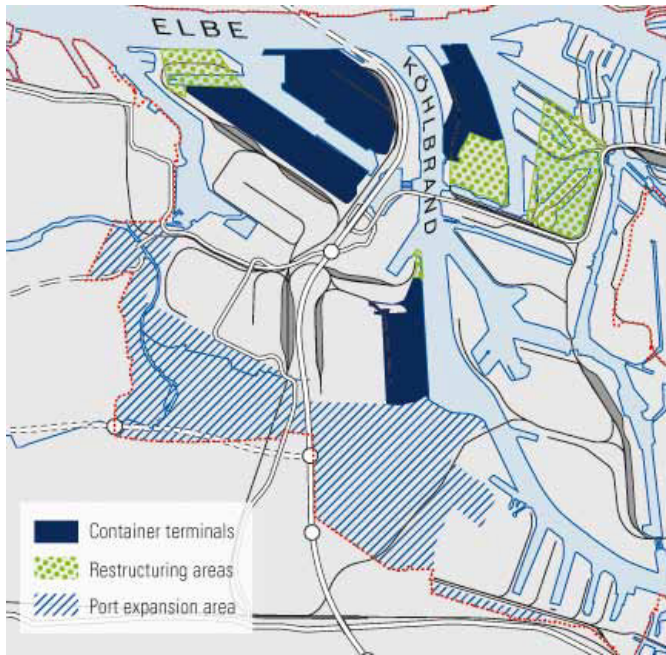 ELBE
KÖHLBRAND
Container terminals
Restructuring areas
Port expansion area